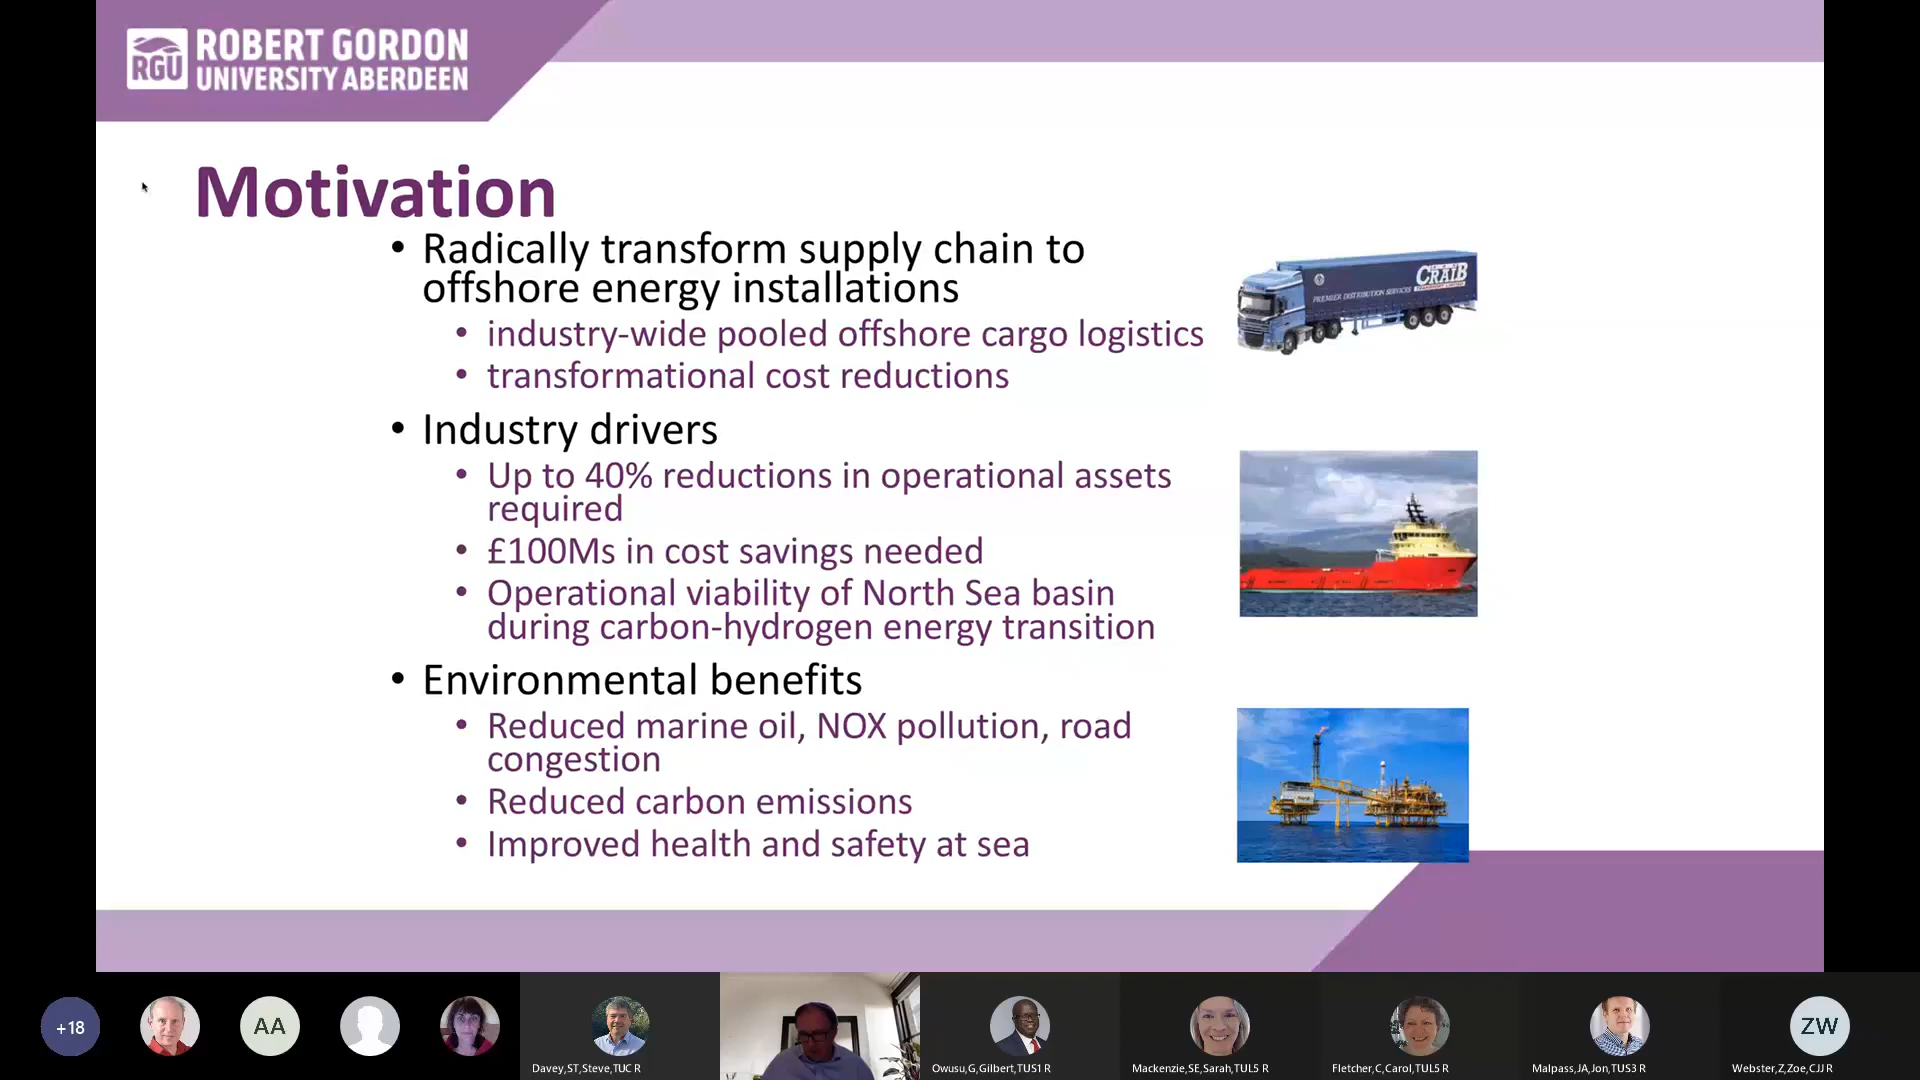 RGU
ROBERT GORDON
UNIVERSITY ABERDEEN
Motivation
• Radically transform supply chain to
offshore energy installations
• industry-wide pooled offshore cargo logistics
• transformational cost reductions
CRAIB
PREMIER DISTRIBUTION SERVICES
• Industry drivers
• Up to 40% reductions in operational assets
required
• £100Ms in cost savings needed
• Operational viability of North Sea basin
during carbon-hydrogen energy transition
• Environmental benefits
• Reduced marine oil, NOX pollution, road
congestion
• Reduced carbon emissions
• Improved health and safety at sea
+18
AA
ZW
Davey,ST,Steve,TUC R
Owusu,G,Gilbert,TUS1 R
Mackenzie,SE,Sarah,TUL5 R
Fletcher,C,Carol,TUL5 R
Malpass,JA,Jon,TUS3 R
Webster,Z,Zoe,CJJ R